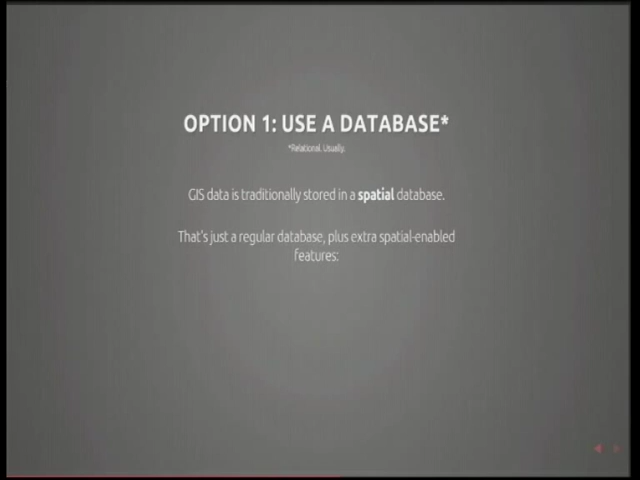 OPTION 1: USE A DATABASE*
*Relational. Usually.
GIS data is traditionally stored in a spatial database.
That's just a regular database, plus extra spatial-enabled
features: